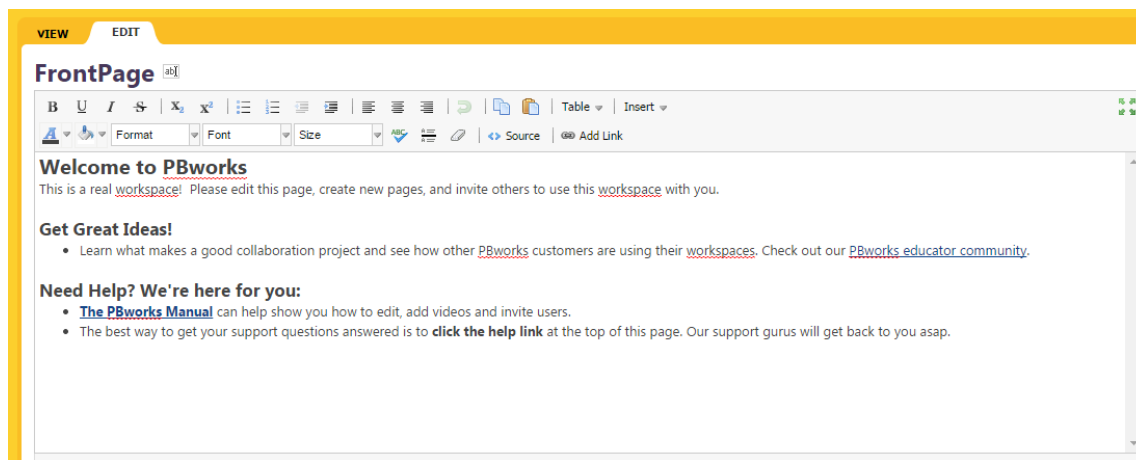 VIEW EDIT
FrontPage ab
B U I S X₂ X² Table Insert
A Format Font Size ABC Source Add Link
Welcome to PBworks
This is a real workspace!  Please edit this page, create new pages, and invite others to use this workspace with you.
Get Great Ideas!
• Learn what makes a good collaboration project and see how other PBworks customers are using their workspaces. Check out our PBworks educator community.
Need Help? We're here for you:
• The PBworks Manual can help show you how to edit, add videos and invite users.
• The best way to get your support questions answered is to click the help link at the top of this page. Our support gurus will get back to you asap.